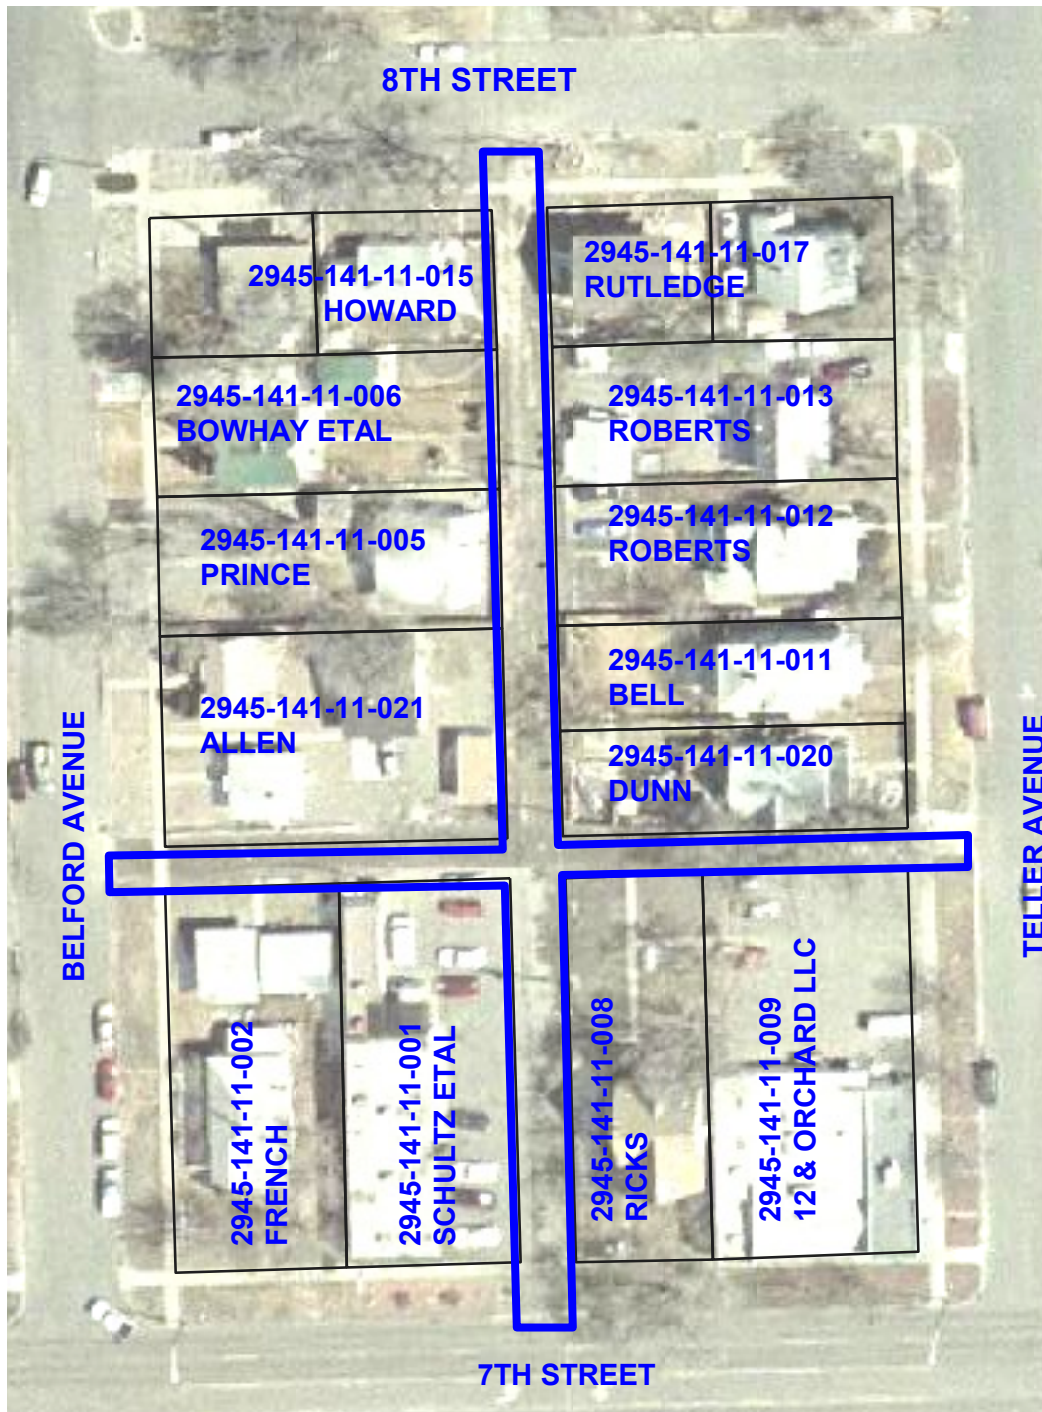 8TH STREET
2945-141-11-015
HOWARD
2945-141-11-017
RUTLEDGE
2945-141-11-006
BOWHAY ETAL
2945-141-11-013
ROBERTS
2945-141-11-005
PRINCE
2945-141-11-012
ROBERTS
2945-141-11-021
ALLEN
2945-141-11-011
BELL
2945-141-11-020
DUNN
BELFORD AVENUE
TELLER AVENUE
2945-141-11-002
FRENCH
2945-141-11-001
SCHULTZ ETAL
2945-141-11-008
RICKS
2945-141-11-009
12 & ORCHARD LLC
7TH STREET